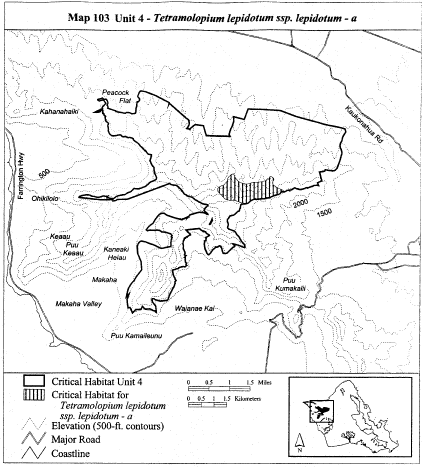 Map 103 Unit 4 - Tetramolopium lepidotum ssp. lepidotum - a
Peacock
Flat
Kahanahaiki
Kaukonahua Rd
Farrington Hwy
500
Ohikilolo
2000
1500
Keaau
Puu
Keaau
Kaneaki
Heiau
Makaha
Puu
Kumakalii
Makaha Valley
Waianae Kai
Puu Kamaileunu
Critical Habitat Unit 4
Critical Habitat for
Tetramolopium lepidotum
ssp. lepidotum - a
Elevation (500-ft. contours)
Major Road
Coastline
0 0.5 1 1.5 Miles
0 0.5 1 1.5 Kilometers
N